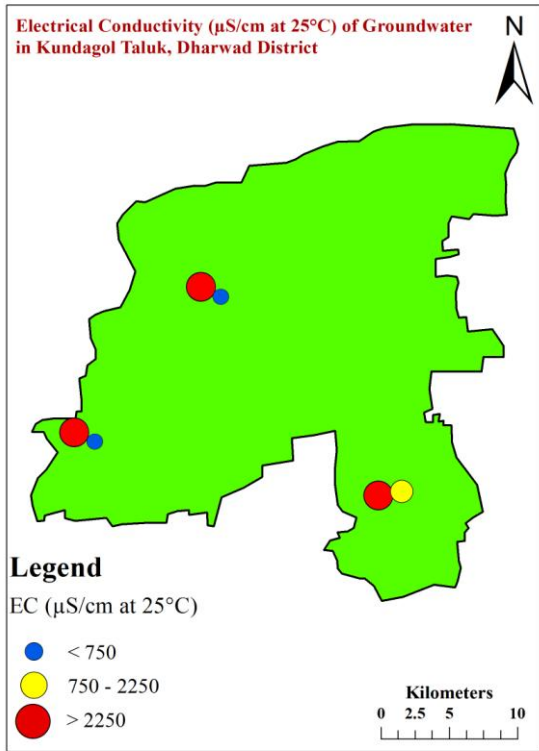 Electrical Conductivity (µS/cm at 25°C) of Groundwater
in Kundagol Taluk, Dharwad District
N
Legend
EC (µS/cm at 25°C)
< 750
750 - 2250
> 2250
Kilometers
0 2.5 5 10